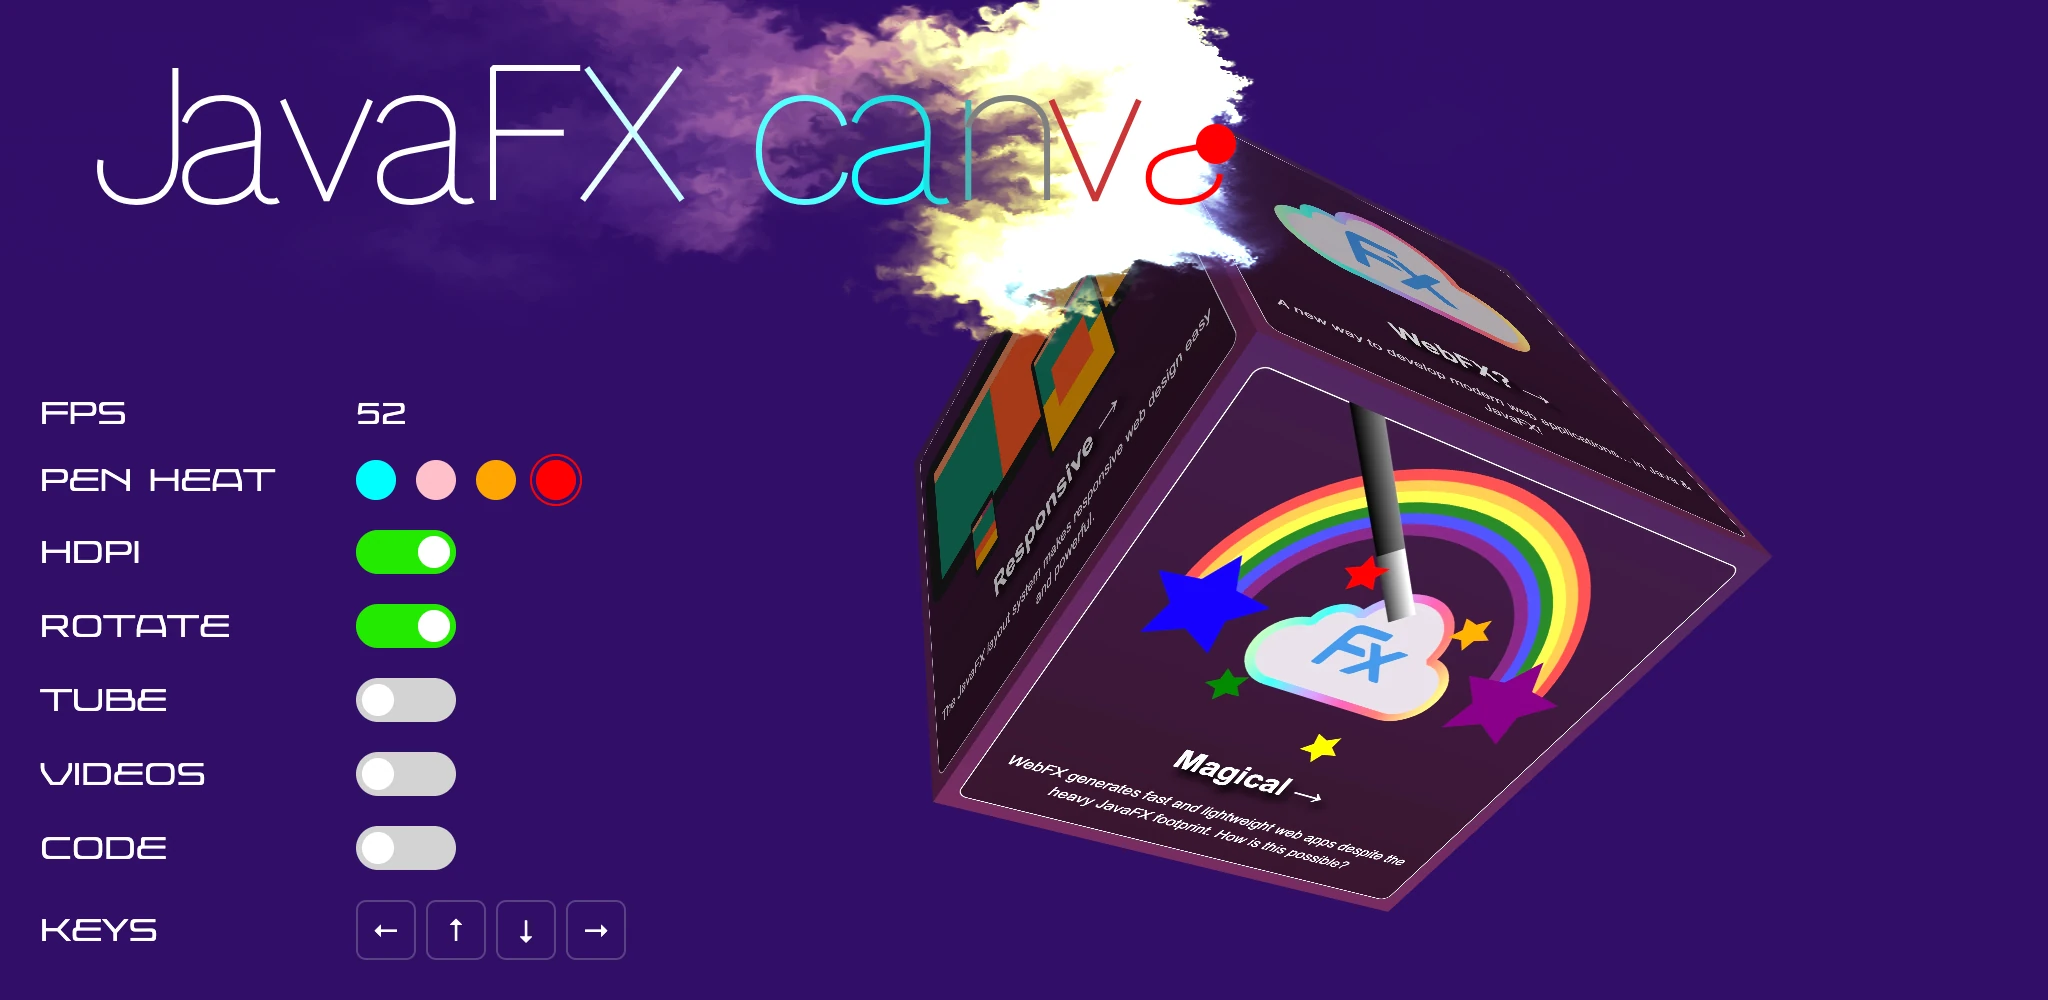 JavaFX canva
FPS 52
PEN HEAT
HDPI
ROTATE
TUBE
VIDEOS
CODE
KEYS ← ↑ ↓ →
Fx
WebFX? →
A new way to develop modern web applications... in Java &
JavaFX!
Responsive →
The JavaFX layout system makes responsive web design easy
and powerful.
Fx
Magical →
WebFX generates fast and lightweight web apps despite the
heavy JavaFX footprint. How is this possible?